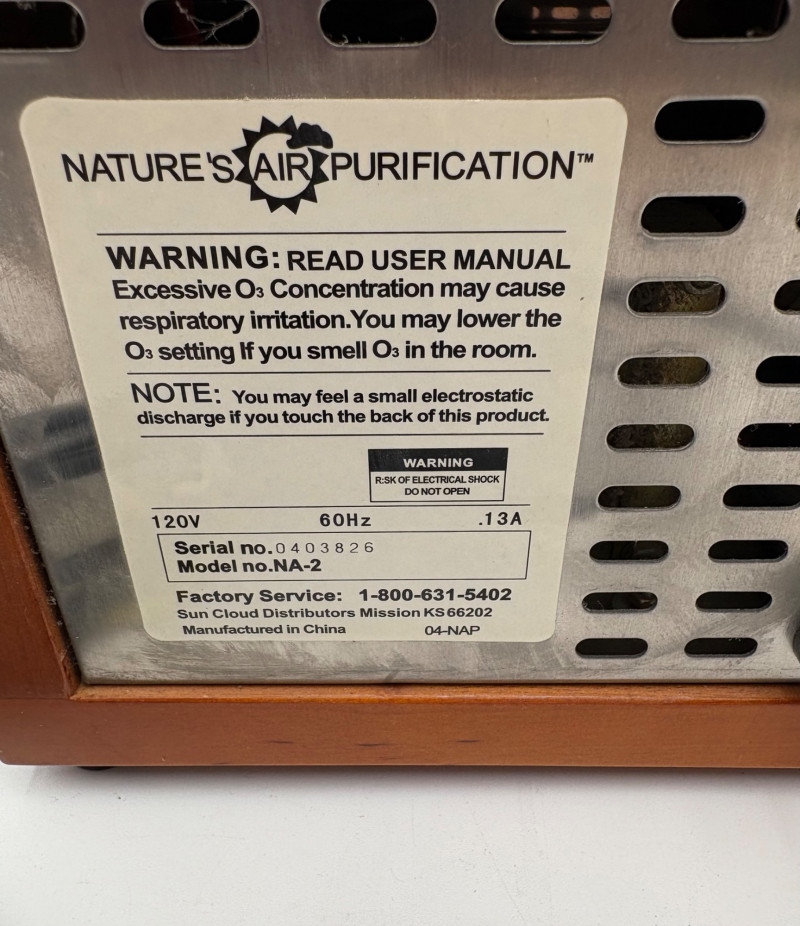 NATURE'S AIR PURIFICATION™
WARNING: READ USER MANUAL
Excessive O₃ Concentration may cause
respiratory irritation.You may lower the
O₃ setting If you smell O₃ in the room.
NOTE: You may feel a small electrostatic
discharge if you touch the back of this product.
WARNING
R:SK OF ELECTRICAL SHOCK
DO NOT OPEN
120V 60Hz .13A
Serial no.0403826
Model no.NA-2
Factory Service: 1-800-631-5402
Sun Cloud Distributors Mission KS 66202
Manufactured in China 04-NAP